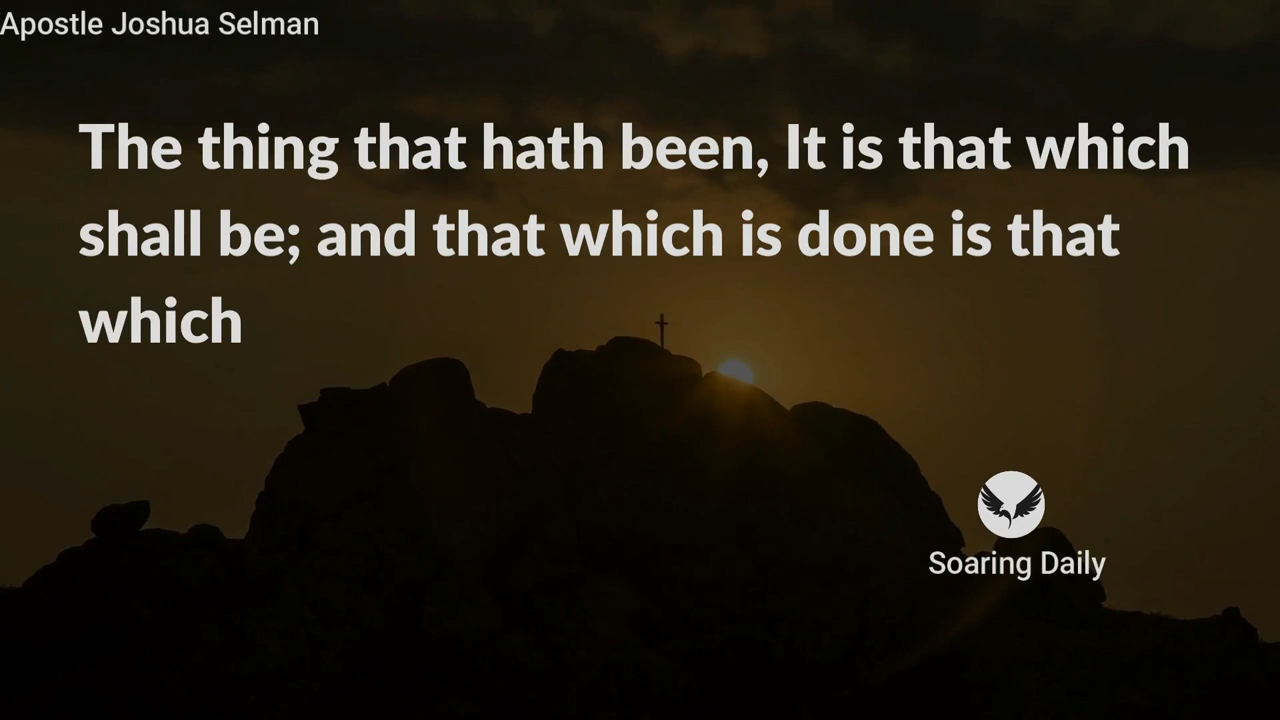 Apostle Joshua Selman
The thing that hath been, It is that which
shall be; and that which is done is that
which
Soaring Daily